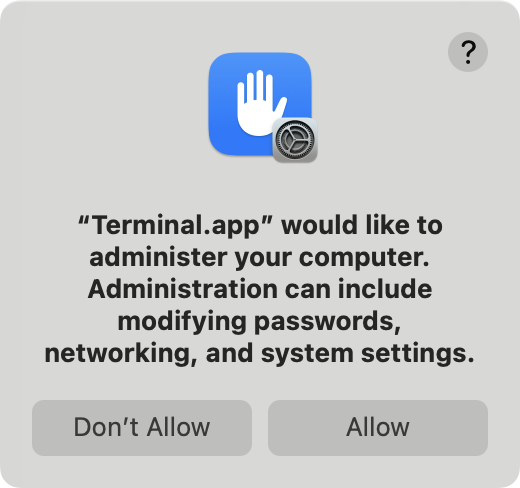 ?
“Terminal.app” would like to
administer your computer.
Administration can include
modifying passwords,
networking, and system settings.
Don’t Allow
Allow